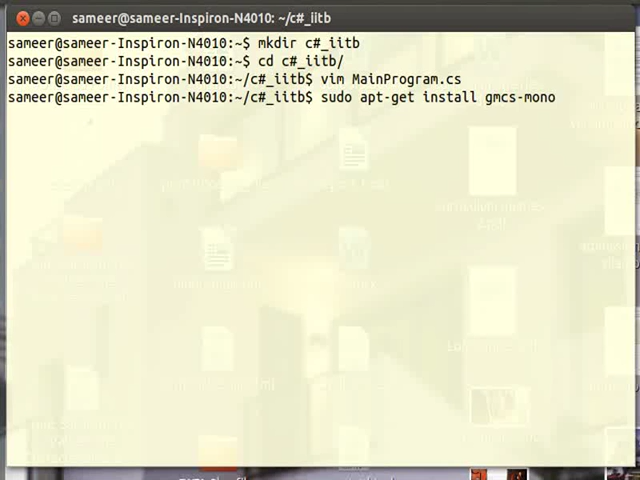 sameer@sameer-Inspiron-N4010: ~/c#_iitb
sameer@sameer-Inspiron-N4010:~$ mkdir c#_iitb
sameer@sameer-Inspiron-N4010:~$ cd c#_iitb/
sameer@sameer-Inspiron-N4010:~/c#_iitb$ vim MainProgram.cs
sameer@sameer-Inspiron-N4010:~/c#_iitb$ sudo apt-get install gmcs-mono